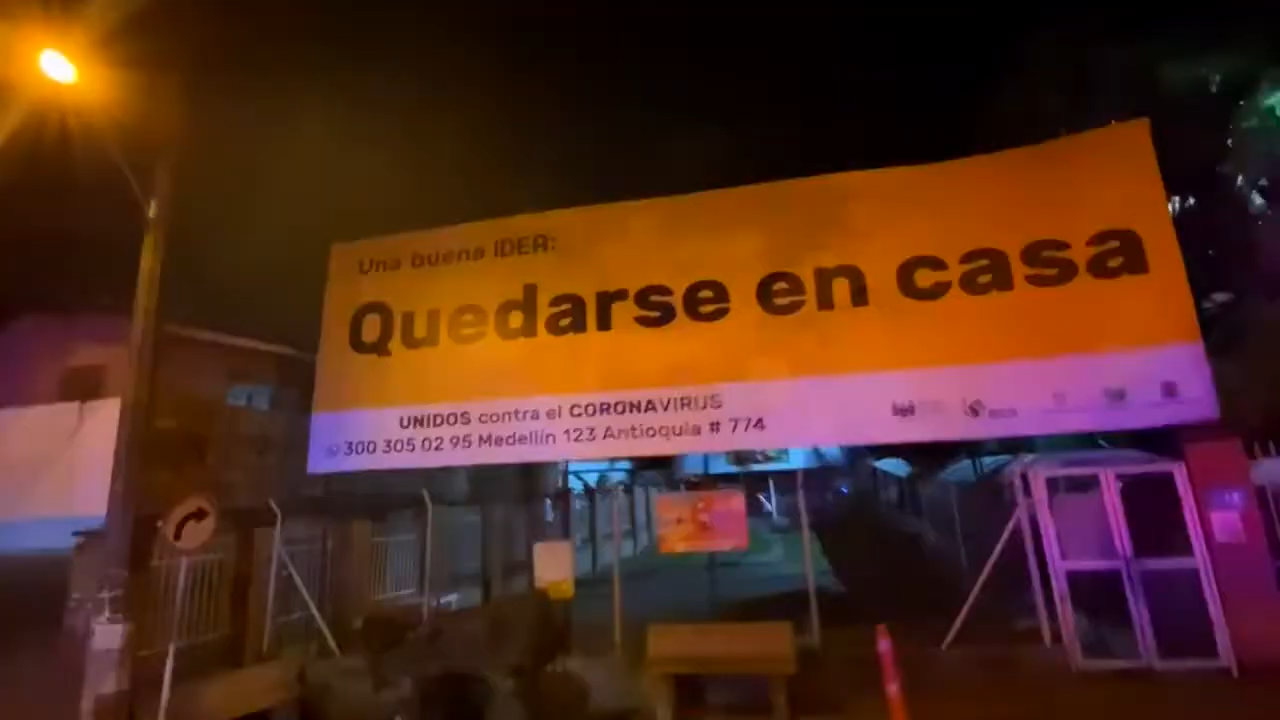 Una buena IDEA:
Quedarse en casa
UNIDOS contra el CORONAVIRUS
300 305 02 95 Medellín 123 Antioquia # 774